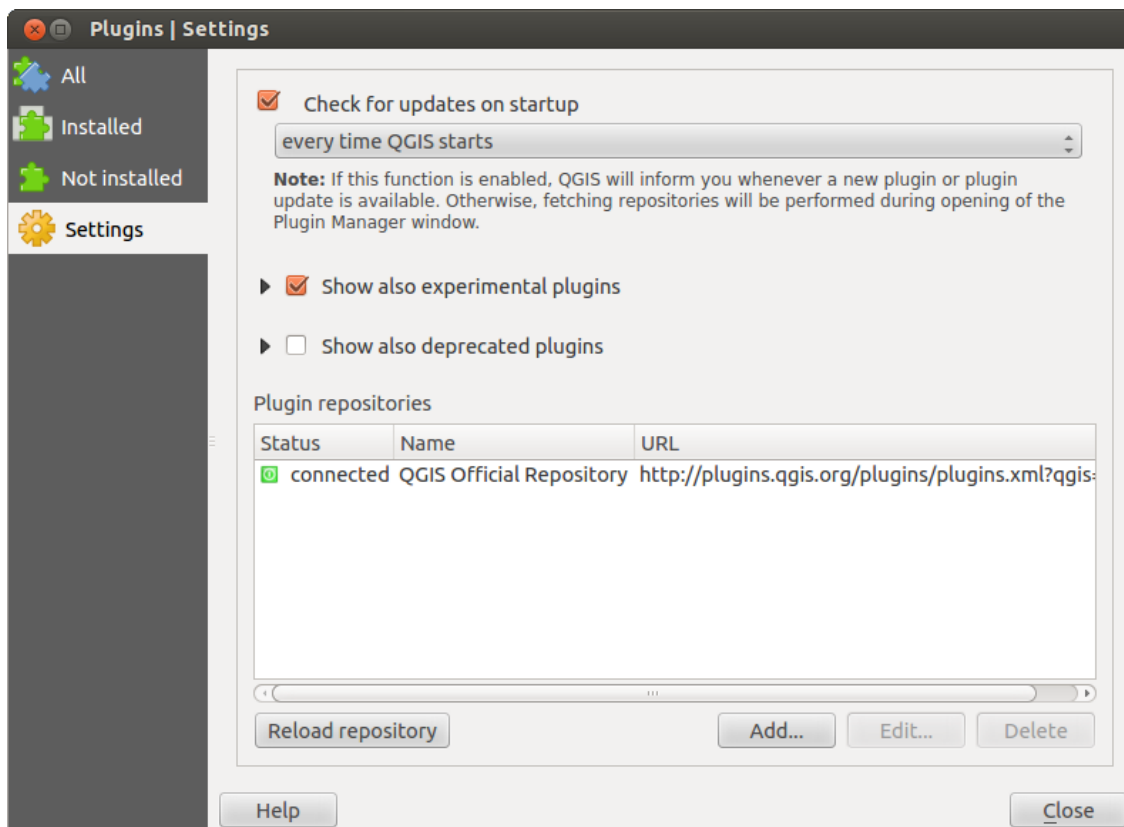 Plugins | Settings
All
Installed
Not installed
Settings
Check for updates on startup
every time QGIS starts
Note: If this function is enabled, QGIS will inform you whenever a new plugin or plugin
update is available. Otherwise, fetching repositories will be performed during opening of the
Plugin Manager window.
Show also experimental plugins
Show also deprecated plugins
Plugin repositories
Status Name URL
connected QGIS Official Repository http://plugins.qgis.org/plugins/plugins.xml?qgis=
Reload repository Add... Edit... Delete
Help Close